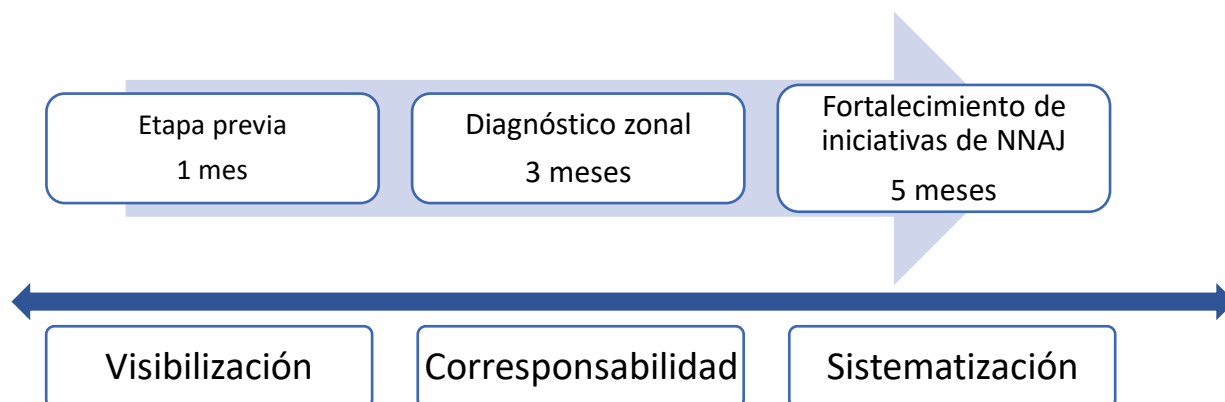 Etapa previa
1 mes
Diagnóstico zonal
3 meses
Fortalecimiento de
iniciativas de NNAJ
5 meses
Visibilización
Corresponsabilidad
Sistematización